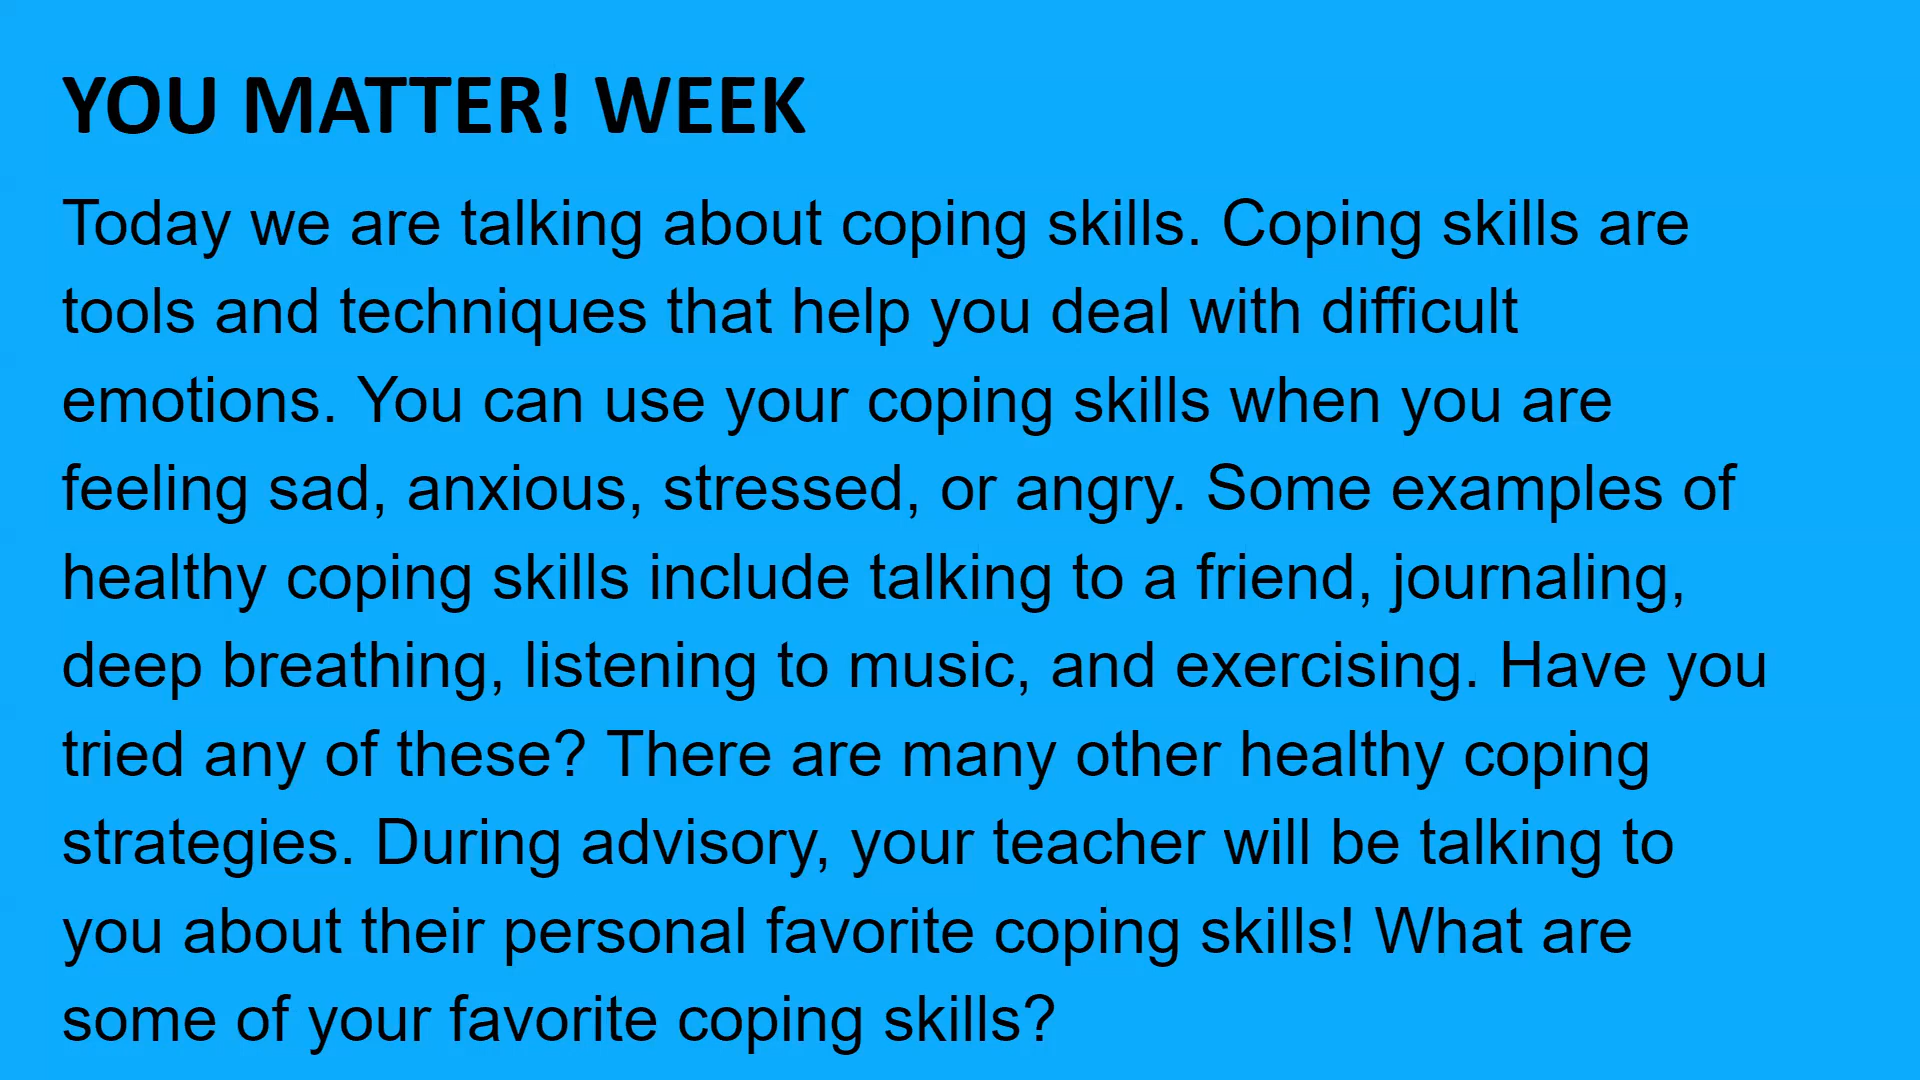 YOU MATTER! WEEK
Today we are talking about coping skills. Coping skills are
tools and techniques that help you deal with difficult
emotions. You can use your coping skills when you are
feeling sad, anxious, stressed, or angry. Some examples of
healthy coping skills include talking to a friend, journaling,
deep breathing, listening to music, and exercising. Have you
tried any of these? There are many other healthy coping
strategies. During advisory, your teacher will be talking to
you about their personal favorite coping skills! What are
some of your favorite coping skills?